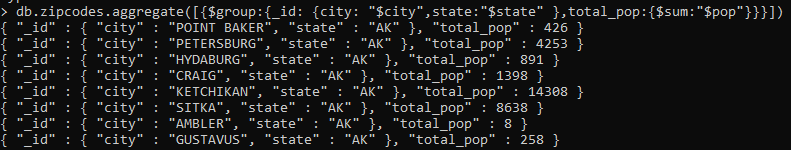 > db.zipcodes.aggregate([{$group:{_id: {city: "$city",state:"$state" },total_pop:{$sum:"$pop"}}}])
{ "_id" : { "city" : "POINT BAKER", "state" : "AK" }, "total_pop" : 426 }
{ "_id" : { "city" : "PETERSBURG", "state" : "AK" }, "total_pop" : 4253 }
{ "_id" : { "city" : "HYDABURG", "state" : "AK" }, "total_pop" : 891 }
{ "_id" : { "city" : "CRAIG", "state" : "AK" }, "total_pop" : 1398 }
{ "_id" : { "city" : "KETCHIKAN", "state" : "AK" }, "total_pop" : 14308 }
{ "_id" : { "city" : "SITKA", "state" : "AK" }, "total_pop" : 8638 }
{ "_id" : { "city" : "AMBLER", "state" : "AK" }, "total_pop" : 8 }
{ "_id" : { "city" : "GUSTAVUS", "state" : "AK" }, "total_pop" : 258 }